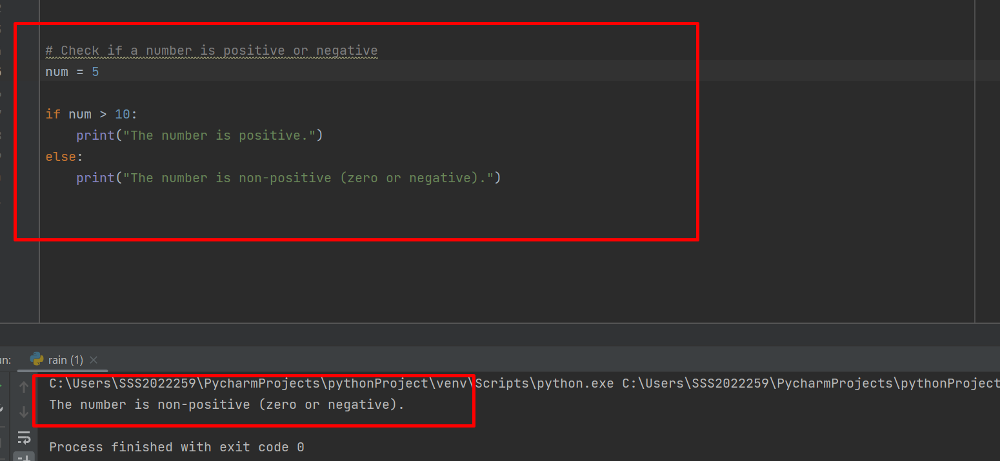 # Check if a number is positive or negative
num = 5
if num > 10:
    print("The number is positive.")
else:
    print("The number is non-positive (zero or negative).")
rain (1)
C:\Users\SSS2022259\PycharmProjects\pythonProject\venv\Scripts\python.exe C:\Users\SSS2022259\PycharmProjects\pythonProject
The number is non-positive (zero or negative).
Process finished with exit code 0